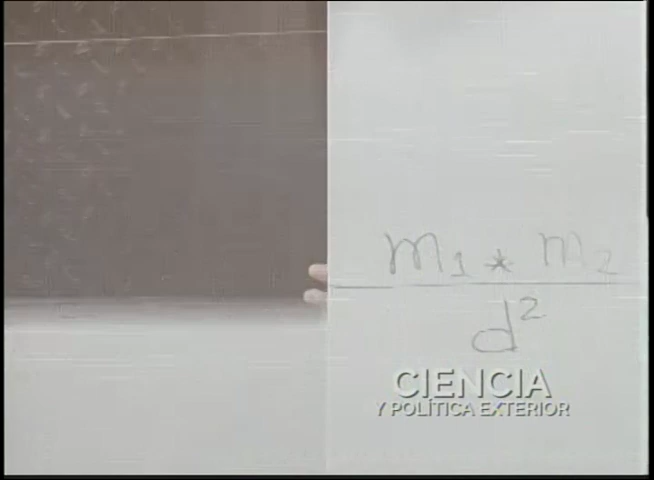 m₁ * m₂
d²
CIENCIA
Y POLÍTICA EXTERIOR